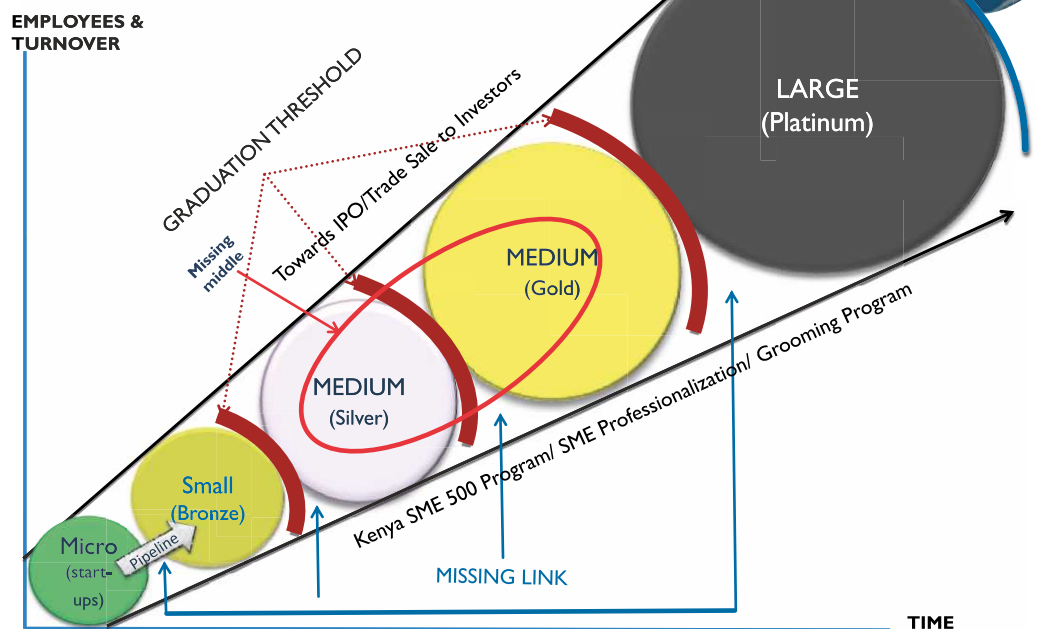 EMPLOYEES &
TURNOVER
GRADUATION THRESHOLD
Towards IPO/Trade Sale to Investors
LARGE
(Platinum)
Missing
middle
MEDIUM
(Gold)
MEDIUM
(Silver)
Small
(Bronze)
Micro
(start-
ups)
Pipeline
Kenya SME 500 Program/ SME Professionalization/ Grooming Program
MISSING LINK
TIME